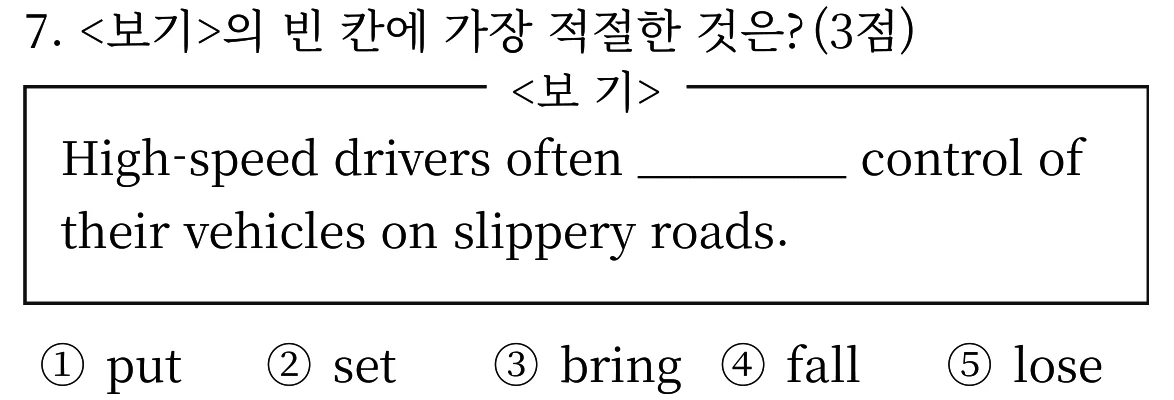 7. <보기>의 빈 칸에 가장 적절한 것은?(3점)
<보 기>
High-speed drivers often ________ control of
their vehicles on slippery roads.
① put ② set ③ bring ④ fall ⑤ lose